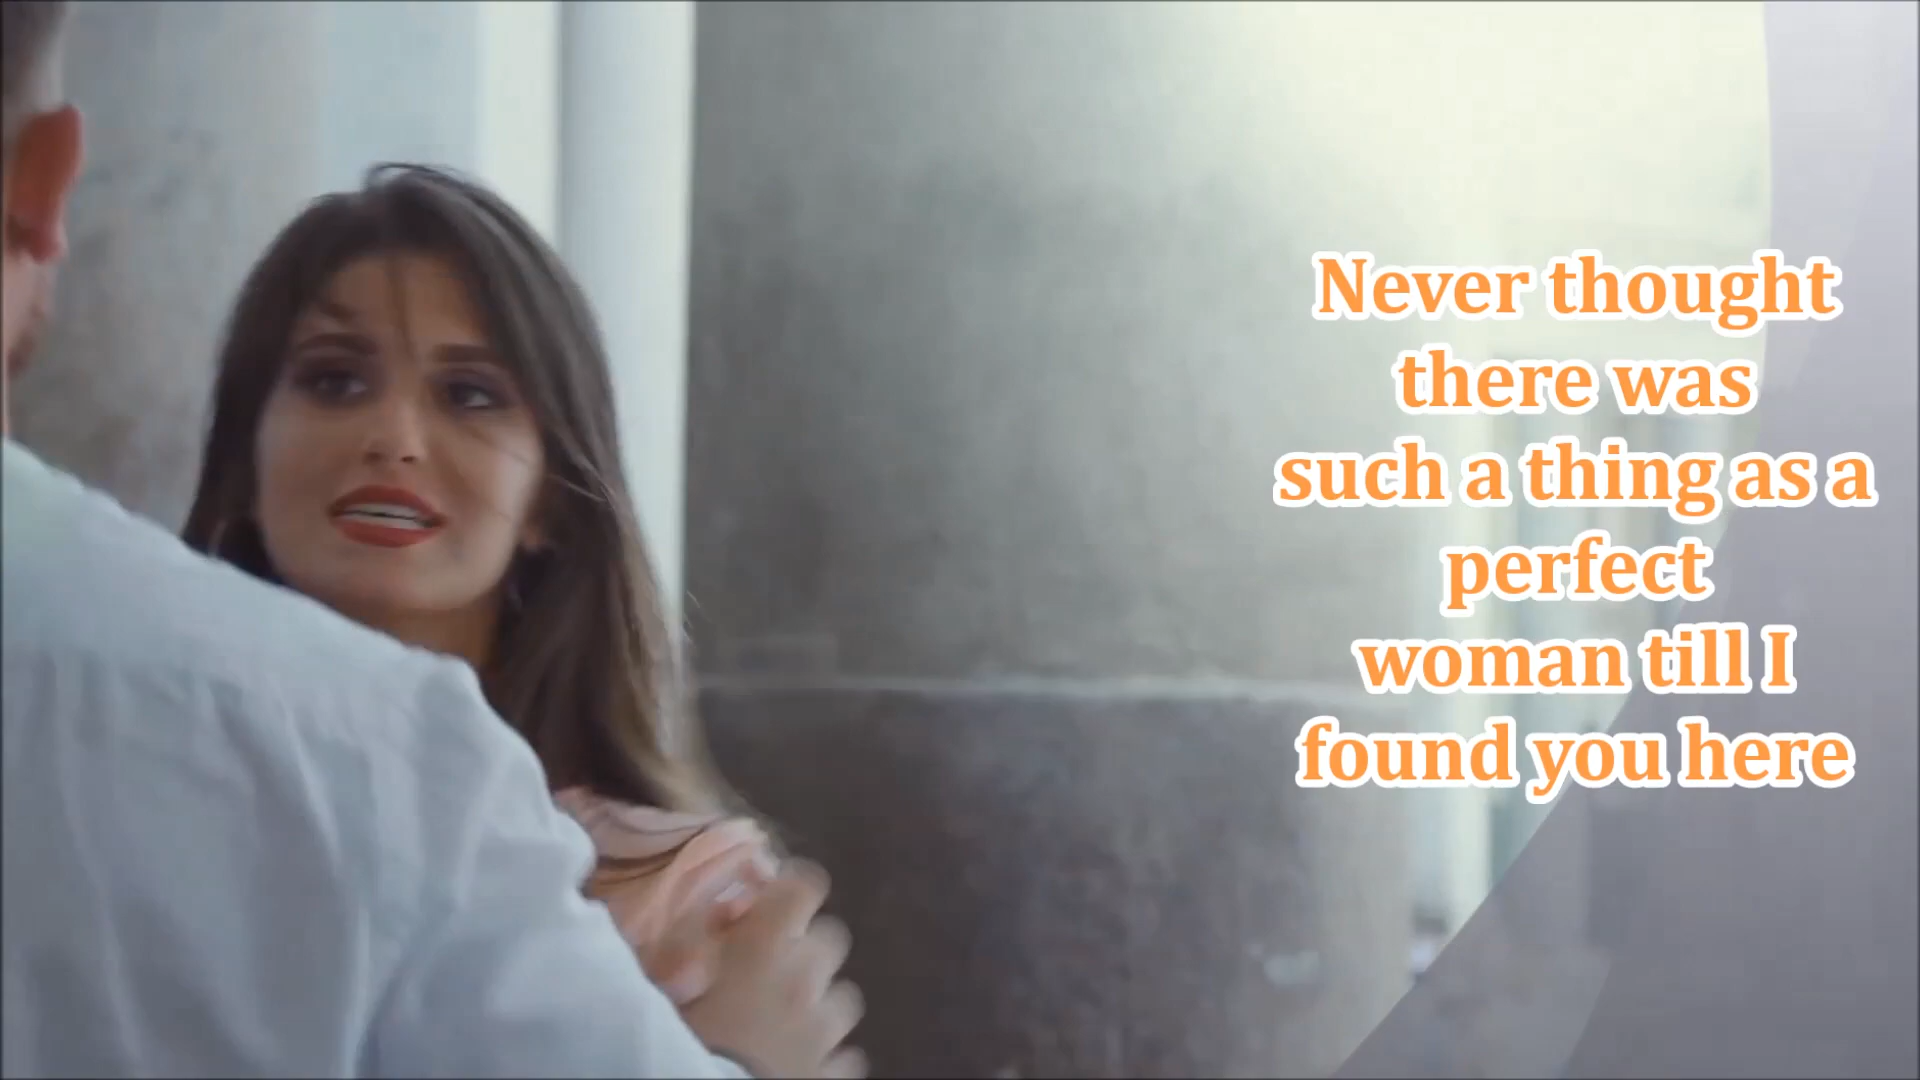 Never thought
there was
such a thing as a
perfect
woman till I
found you here